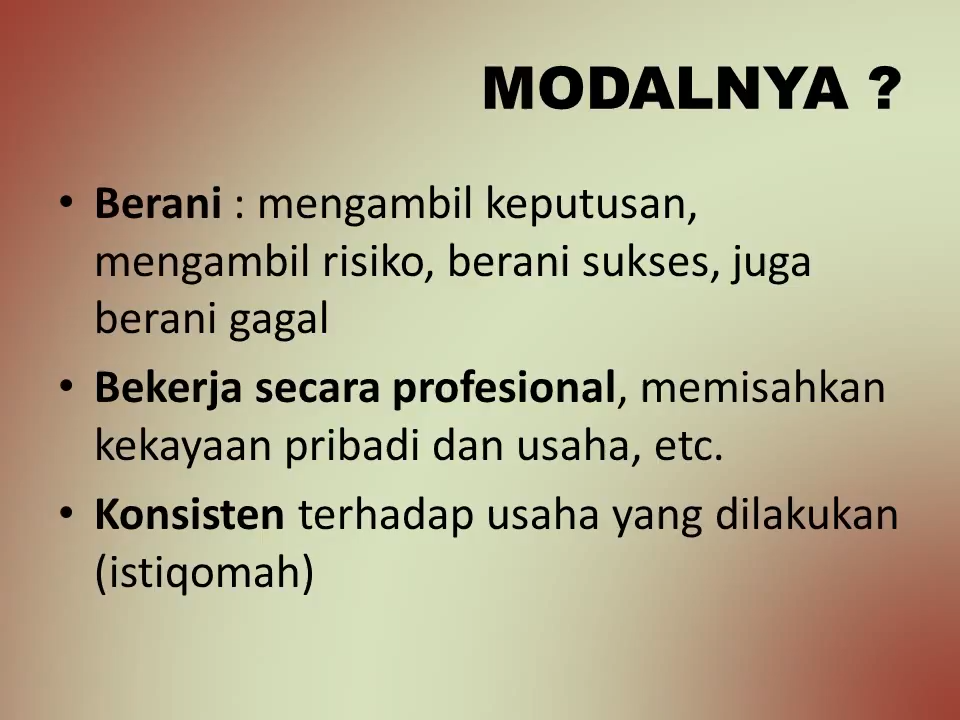 MODALNYA ?
• Berani : mengambil keputusan,
mengambil risiko, berani sukses, juga
berani gagal
• Bekerja secara profesional, memisahkan
kekayaan pribadi dan usaha, etc.
• Konsisten terhadap usaha yang dilakukan
(istiqomah)